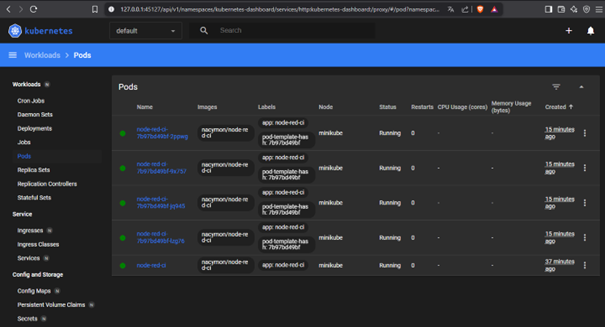 127.0.0.1:45127/api/v1/namespaces/kubernetes-dashboard/services/http:kubernetes-dashboard:/proxy/#/pod?namespac...
kubernetes
default
Search
Workloads > Pods
Workloads N
Cron Jobs
Daemon Sets
Deployments
Jobs
Pods
Replica Sets
Replication Controllers
Stateful Sets
Service
Ingresses N
Ingress Classes
Services N
Config and Storage
Config Maps N
Persistent Volume Claims N
Secrets N
Pods
Name Images Labels Node Status Restarts CPU Usage (cores) Memory Usage (bytes) Created
node-red-ci-
nacymon/node-red-ci
app: node-red-ci
pod-template-hash: 7b97bd49bf
minikube Running 0 - - 15 minutes ago
node-red-ci-
nacymon/node-red-ci
app: node-red-ci
pod-template-hash: 7b97bd49bf
minikube Running 0 - - 15 minutes ago
node-red-ci-
nacymon/node-red-ci
app: node-red-ci
pod-template-hash: 7b97bd49bf
minikube Running 0 - - 15 minutes ago
node-red-ci-
nacymon/node-red-ci
app: node-red-ci
pod-template-hash: 7b97bd49bf
minikube Running 0 - - 15 minutes ago
node-red-ci
nacymon/node-red-ci
app: node-red-ci
minikube Running 0 - - 37 minutes ago